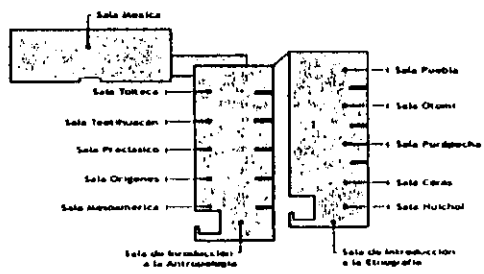 Sala Mexica
Sala Tolteca
Sala Teotihuacán
Sala Preclásico
Sala Orígenes
Sala Mesoamérica
Sala de Introducción
a la Antropología
Sala Puebla
Sala Otomí
Sala Purépecha
Sala Coras
Sala Huichol
Sala de Introducción
a la Etnografía